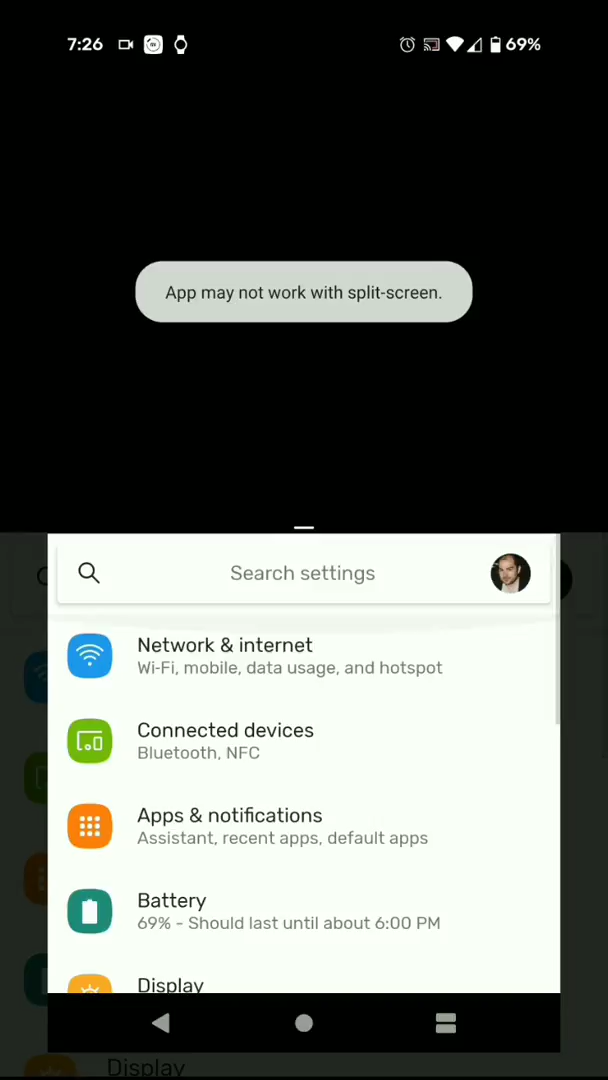 7:26
69%
App may not work with split-screen.
Search settings
Network & internet
Wi-Fi, mobile, data usage, and hotspot
Connected devices
Bluetooth, NFC
Apps & notifications
Assistant, recent apps, default apps
Battery
69% - Should last until about 6:00 PM
Display
Display